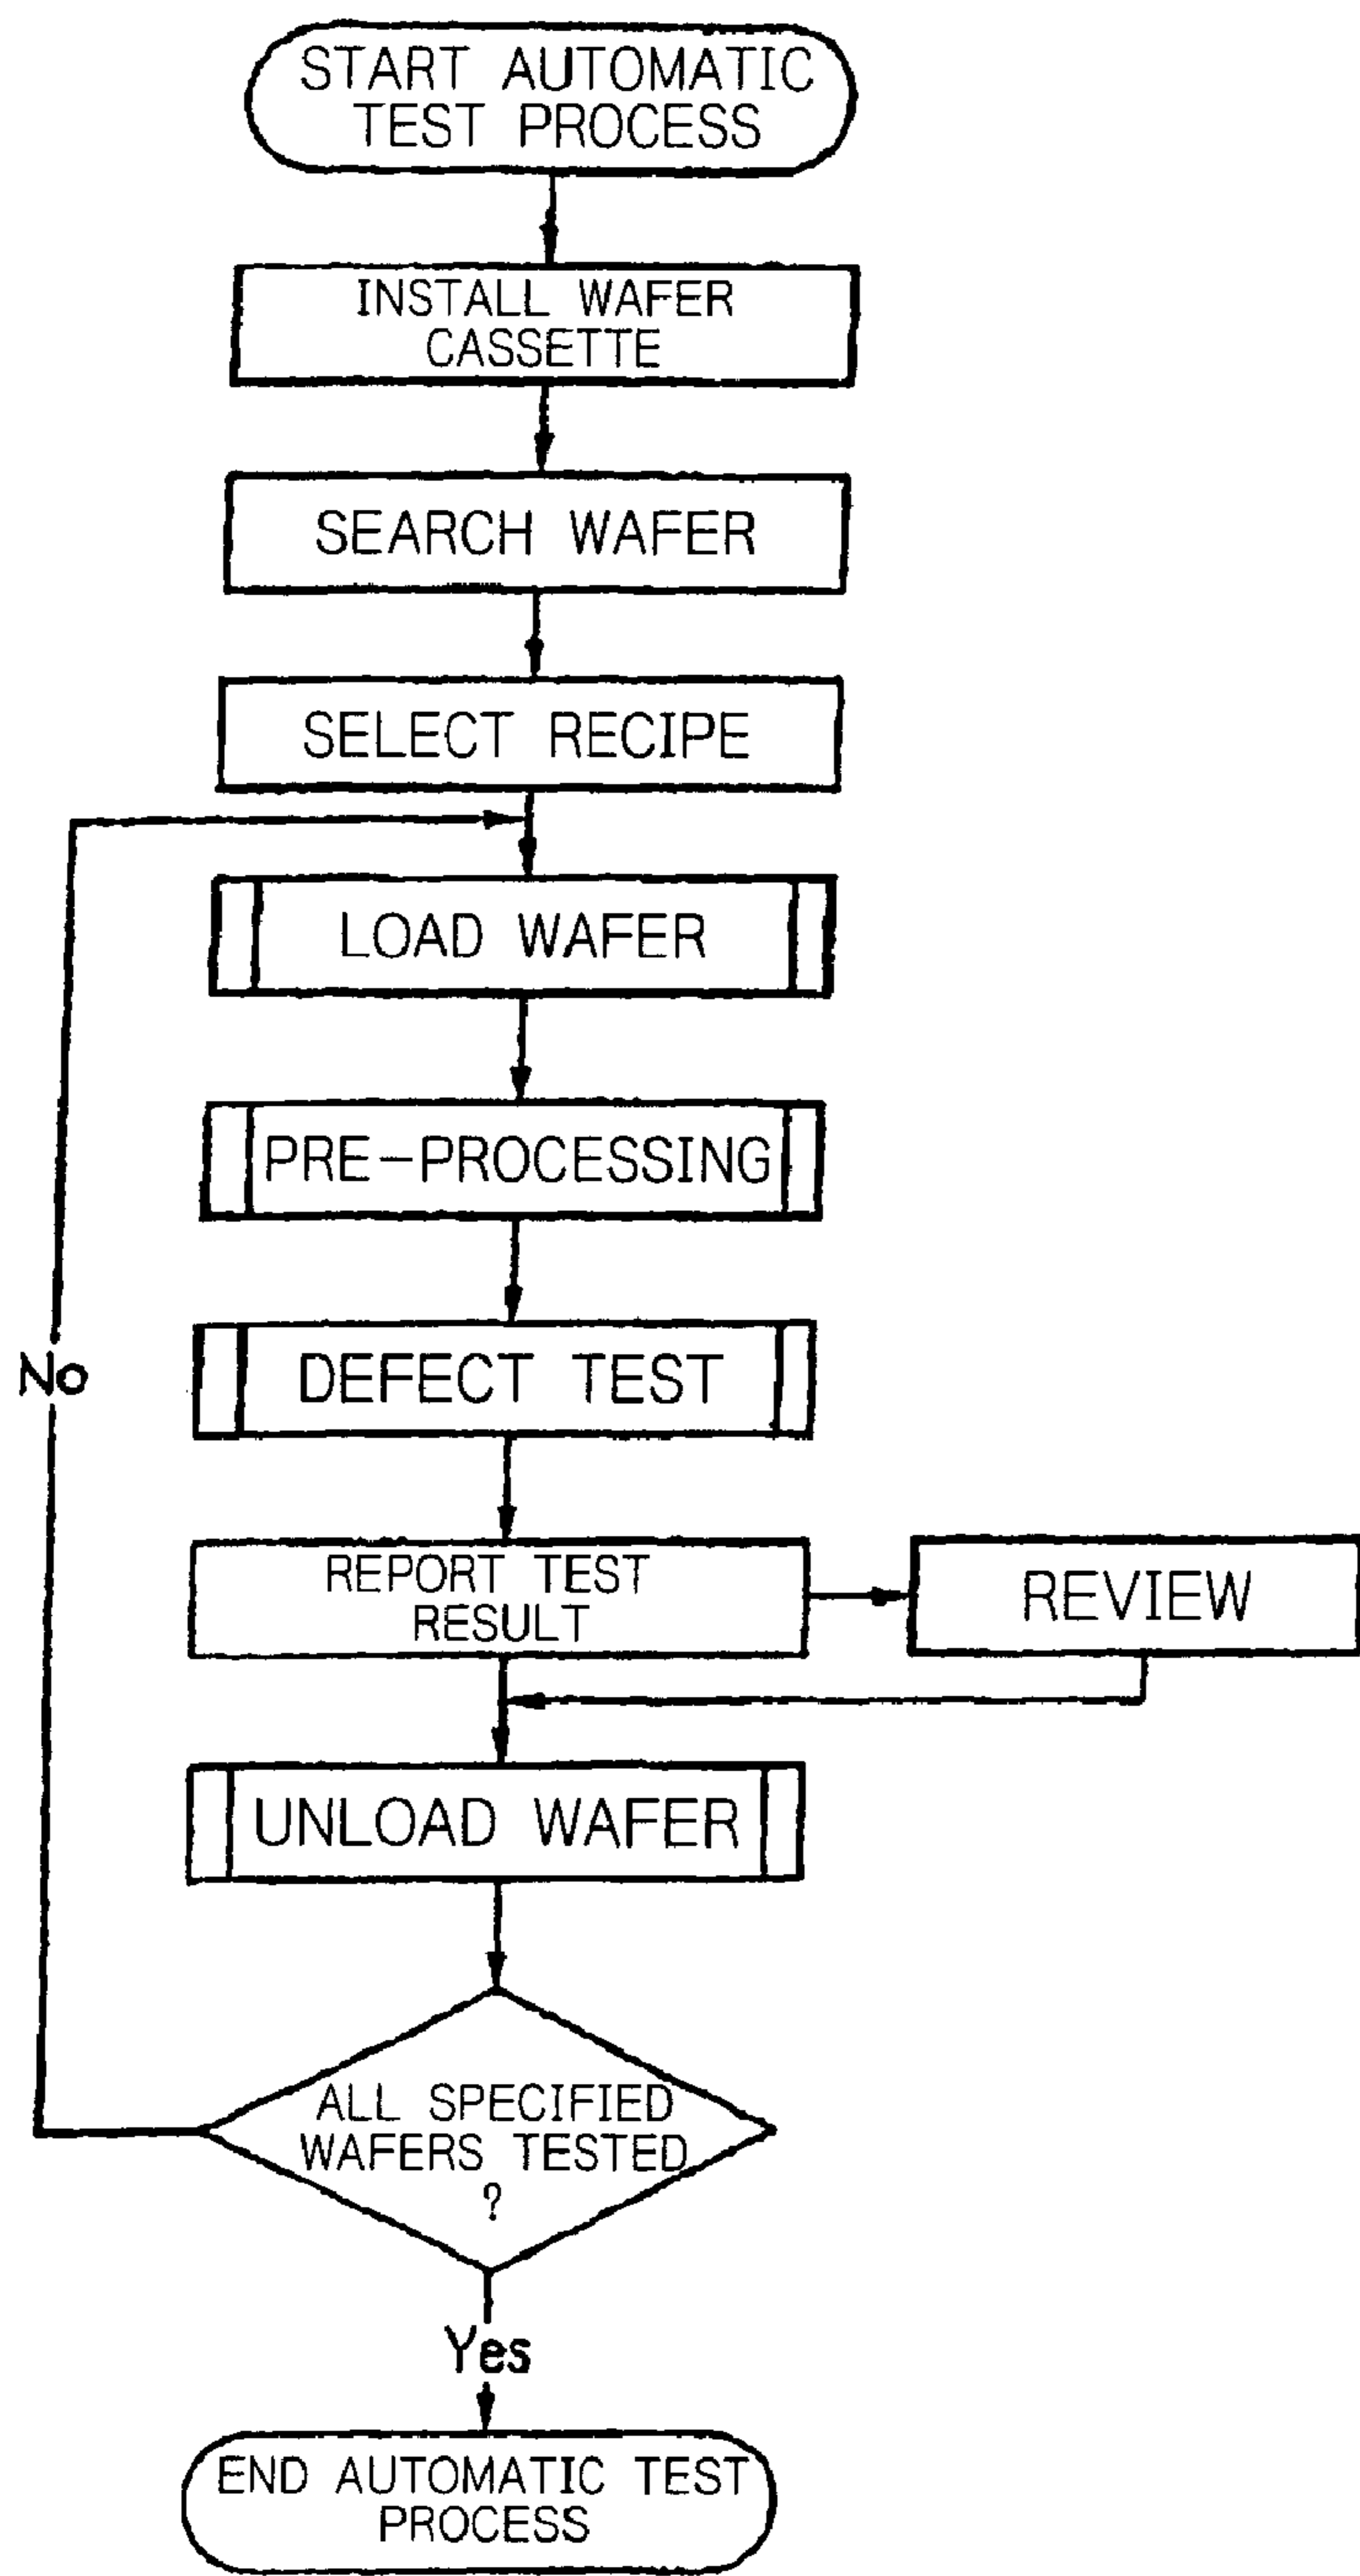 START AUTOMATIC
TEST PROCESS
INSTALL WAFER
CASSETTE
SEARCH WAFER
SELECT RECIPE
LOAD WAFER
PRE-PROCESSING
DEFECT TEST
No
REPORT TEST
RESULT
REVIEW
UNLOAD WAFER
ALL SPECIFIED
WAFERS TESTED
?
Yes
END AUTOMATIC TEST
PROCESS